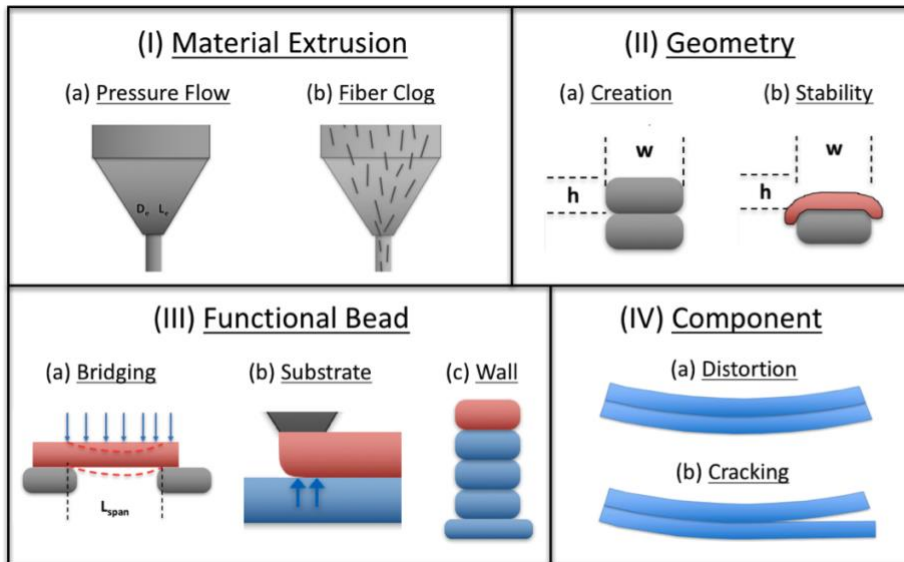 (I) Material Extrusion
(a) Pressure Flow
(b) Fiber Clog
Dₑ Lₑ
(II) Geometry
(a) Creation
(b) Stability
w
h
w
h
(III) Functional Bead
(a) Bridging
(b) Substrate
(c) Wall
Lspan
(IV) Component
(a) Distortion
(b) Cracking